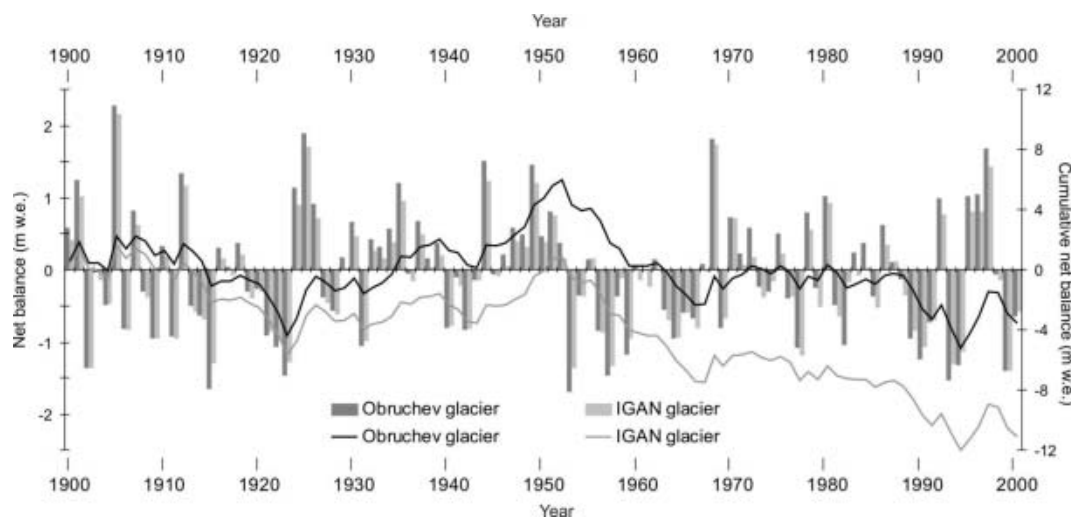 Year
1900 1910 1920 1930 1940 1950 1960 1970 1980 1990 2000
Net balance (m w.e.)
2
1
0
-1
-2
12
8
4
0
-4
-8
-12
Cumulative net balance (m w.e.)
Obruchev glacier IGAN glacier
Obruchev glacier IGAN glacier
1900 1910 1920 1930 1940 1950 1960 1970 1980 1990 2000
Year